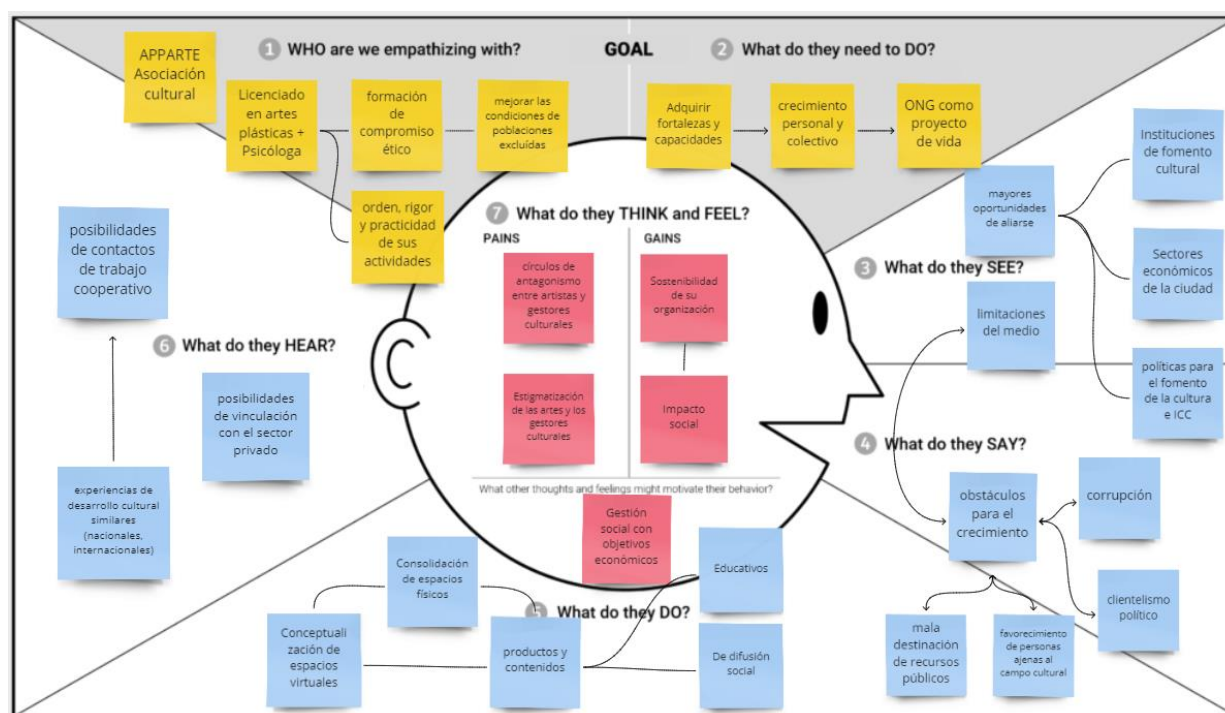 1 WHO are we empathizing with?
GOAL
2 What do they need to DO?
APPARTE
Asociación
cultural
Licenciado
en artes
plásticas +
Psicóloga
formación
de
compromiso
ético
mejorar las
condiciones de
poblaciones
excluídas
orden, rigor
y practicidad
de sus
actividades
Adquirir
fortalezas y
capacidades
crecimiento
personal y
colectivo
ONG como
proyecto
de vida
mayores
oportunidades
de aliarse
Instituciones
de fomento
cultural
Sectores
económicos
de la ciudad
políticas para
el fomento
de la cultura
e ICC
3 What do they SEE?
limitaciones
del medio
4 What do they SAY?
obstáculos
para el
crecimiento
corrupción
clientelismo
político
mala
destinación
de recursos
públicos
favorecimiento
de personas
ajenas al
campo cultural
5 What do they DO?
Consolidación
de espacios
físicos
Conceptuali
zación de
espacios
virtuales
productos y
contenidos
Educativos
De difusión
social
6 What do they HEAR?
posibilidades
de contactos
de trabajo
cooperativo
posibilidades
de vinculación
con el sector
privado
experiencias de
desarrollo cultural
similares
(nacionales,
internacionales)
7 What do they THINK and FEEL?
PAINS
círculos de
antagonismo
entre artistas y
gestores
culturales
Estigmatización
de las artes y los
gestores
culturales
GAINS
Sostenibilidad
de su
organización
Impacto
social
What other thoughts and feelings might motivate their behavior?
Gestión
social con
objetivos
económicos